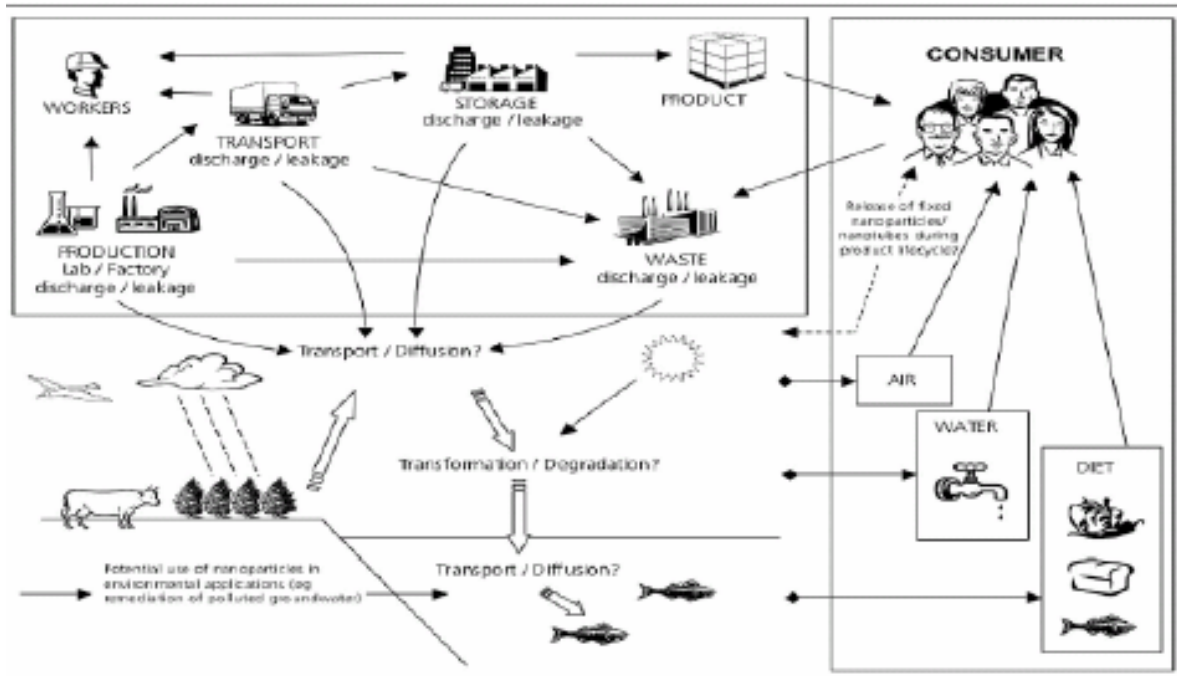 WORKERS
TRANSPORT
discharge / leakage
STORAGE
discharge / leakage
PRODUCT
CONSUMER
PRODUCTION
Lab / Factory
discharge / leakage
WASTE
discharge / leakage
Release of fixed
nanoparticles/
nanotubes during
product lifecycle?
Transport / Diffusion?
Transformation / Degradation?
AIR
WATER
DIET
Potential use of nanoparticles in
environmental applications (eg
remediation of polluted groundwater)
Transport / Diffusion?